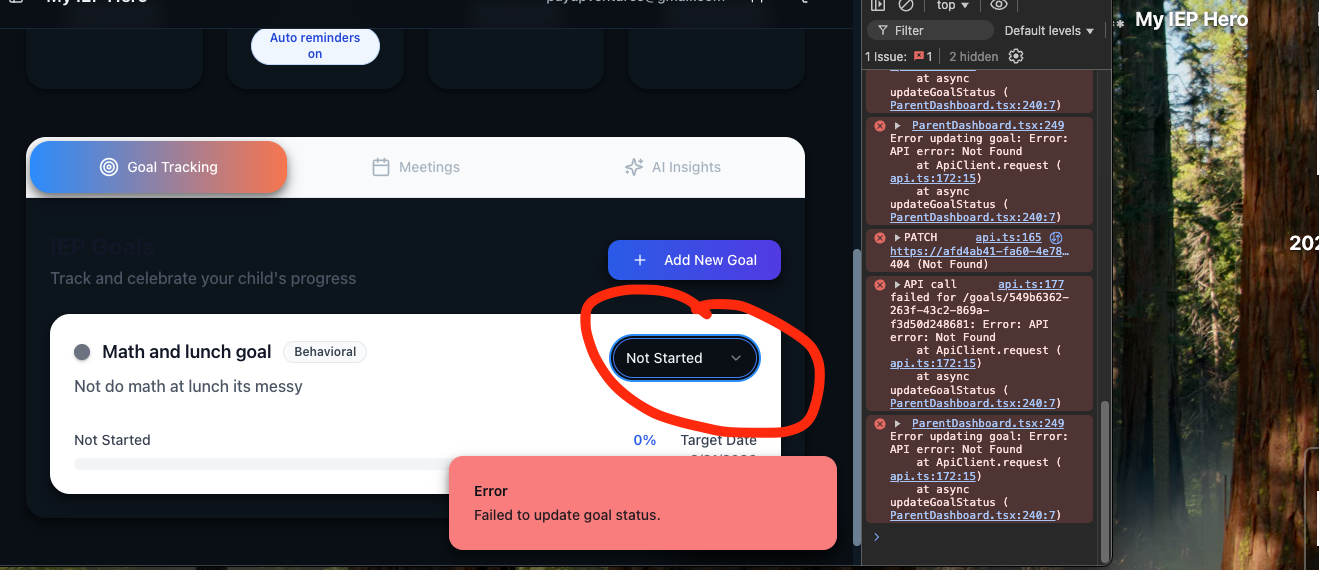 My IEP Hero
Auto reminders
on
Goal Tracking
Meetings
AI Insights
IEP Goals
Track and celebrate your child's progress
+ Add New Goal
Math and lunch goal
Behavioral
Not Started
Not do math at lunch its messy
Not Started
0%
Target Date
Error
Failed to update goal status.
top
Filter
Default levels
1 Issue: 1
2 hidden
at async
updateGoalStatus (
ParentDashboard.tsx:240:7)
ParentDashboard.tsx:249
Error updating goal: Error:
API error: Not Found
at ApiClient.request (
api.ts:172:15)
at async
updateGoalStatus (
ParentDashboard.tsx:240:7)
PATCH api.ts:165
https://afd4ab41-fa60-4e78…
404 (Not Found)
API call api.ts:177
failed for /goals/549b6362-
263f-43c2-869a-
f3d50d248681: Error: API
error: Not Found
at ApiClient.request (
api.ts:172:15)
at async
updateGoalStatus (
ParentDashboard.tsx:240:7)
ParentDashboard.tsx:249
Error updating goal: Error:
API error: Not Found
at ApiClient.request (
api.ts:172:15)
at async
updateGoalStatus (
ParentDashboard.tsx:240:7)
My IEP Hero
202